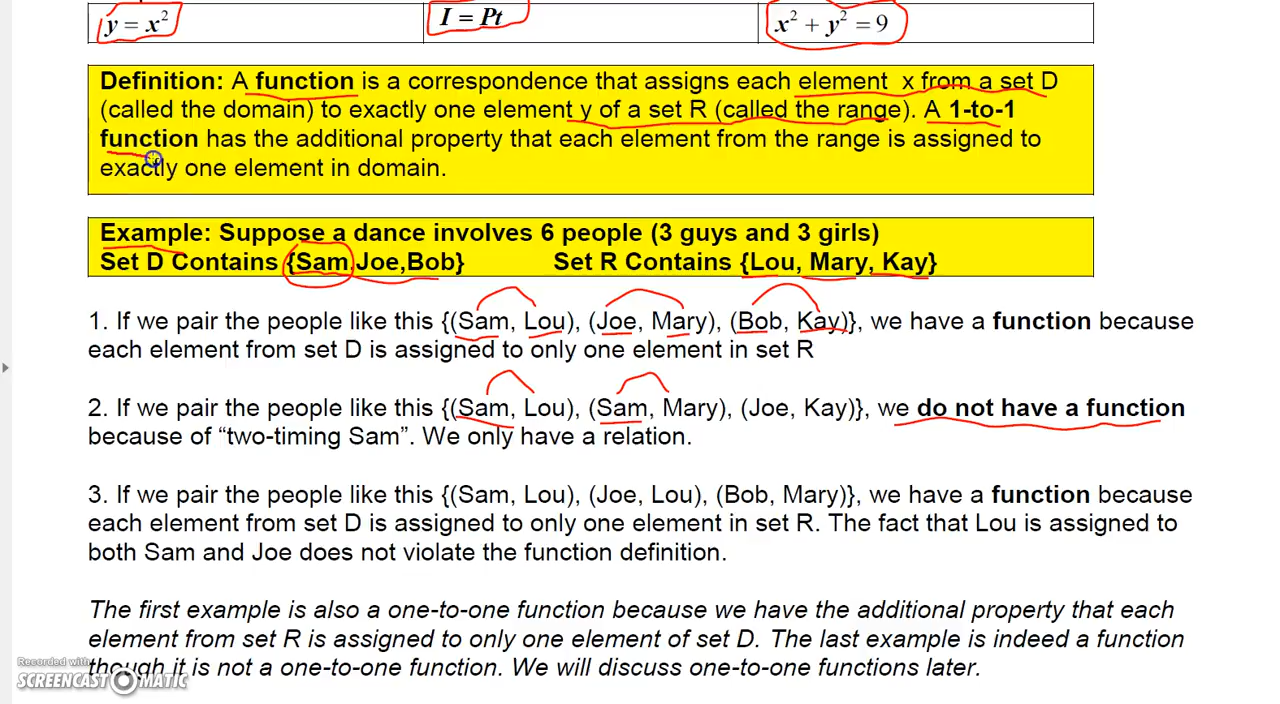 y = x²
I = Pt
x² + y² = 9
Definition: A function is a correspondence that assigns each element x from a set D
(called the domain) to exactly one element y of a set R (called the range). A 1-to-1
function has the additional property that each element from the range is assigned to
exactly one element in domain.
Example: Suppose a dance involves 6 people (3 guys and 3 girls)
Set D Contains {Sam,Joe,Bob} Set R Contains {Lou, Mary, Kay}
1. If we pair the people like this {(Sam, Lou), (Joe, Mary), (Bob, Kay)}, we have a function because
each element from set D is assigned to only one element in set R
2. If we pair the people like this {(Sam, Lou), (Sam, Mary), (Joe, Kay)}, we do not have a function
because of “two-timing Sam”. We only have a relation.
3. If we pair the people like this {(Sam, Lou), (Joe, Lou), (Bob, Mary)}, we have a function because
each element from set D is assigned to only one element in set R. The fact that Lou is assigned to
both Sam and Joe does not violate the function definition.
The first example is also a one-to-one function because we have the additional property that each
element from set R is assigned to only one element of set D. The last example is indeed a function
though it is not a one-to-one function. We will discuss one-to-one functions later.
Recorded with
SCREENCAST-O-MATIC